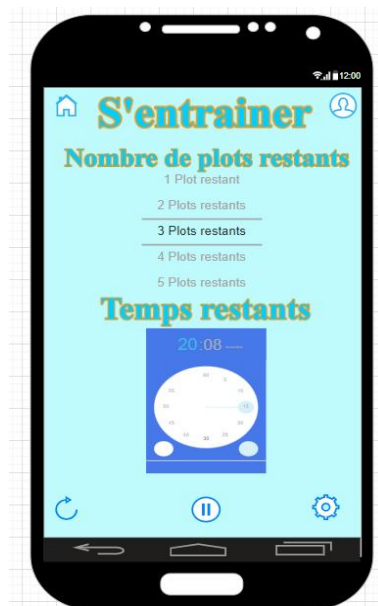 12:00
S'entrainer
Nombre de plots restants
1 Plot restant
2 Plots restants
3 Plots restants
4 Plots restants
5 Plots restants
Temps restants
20:08